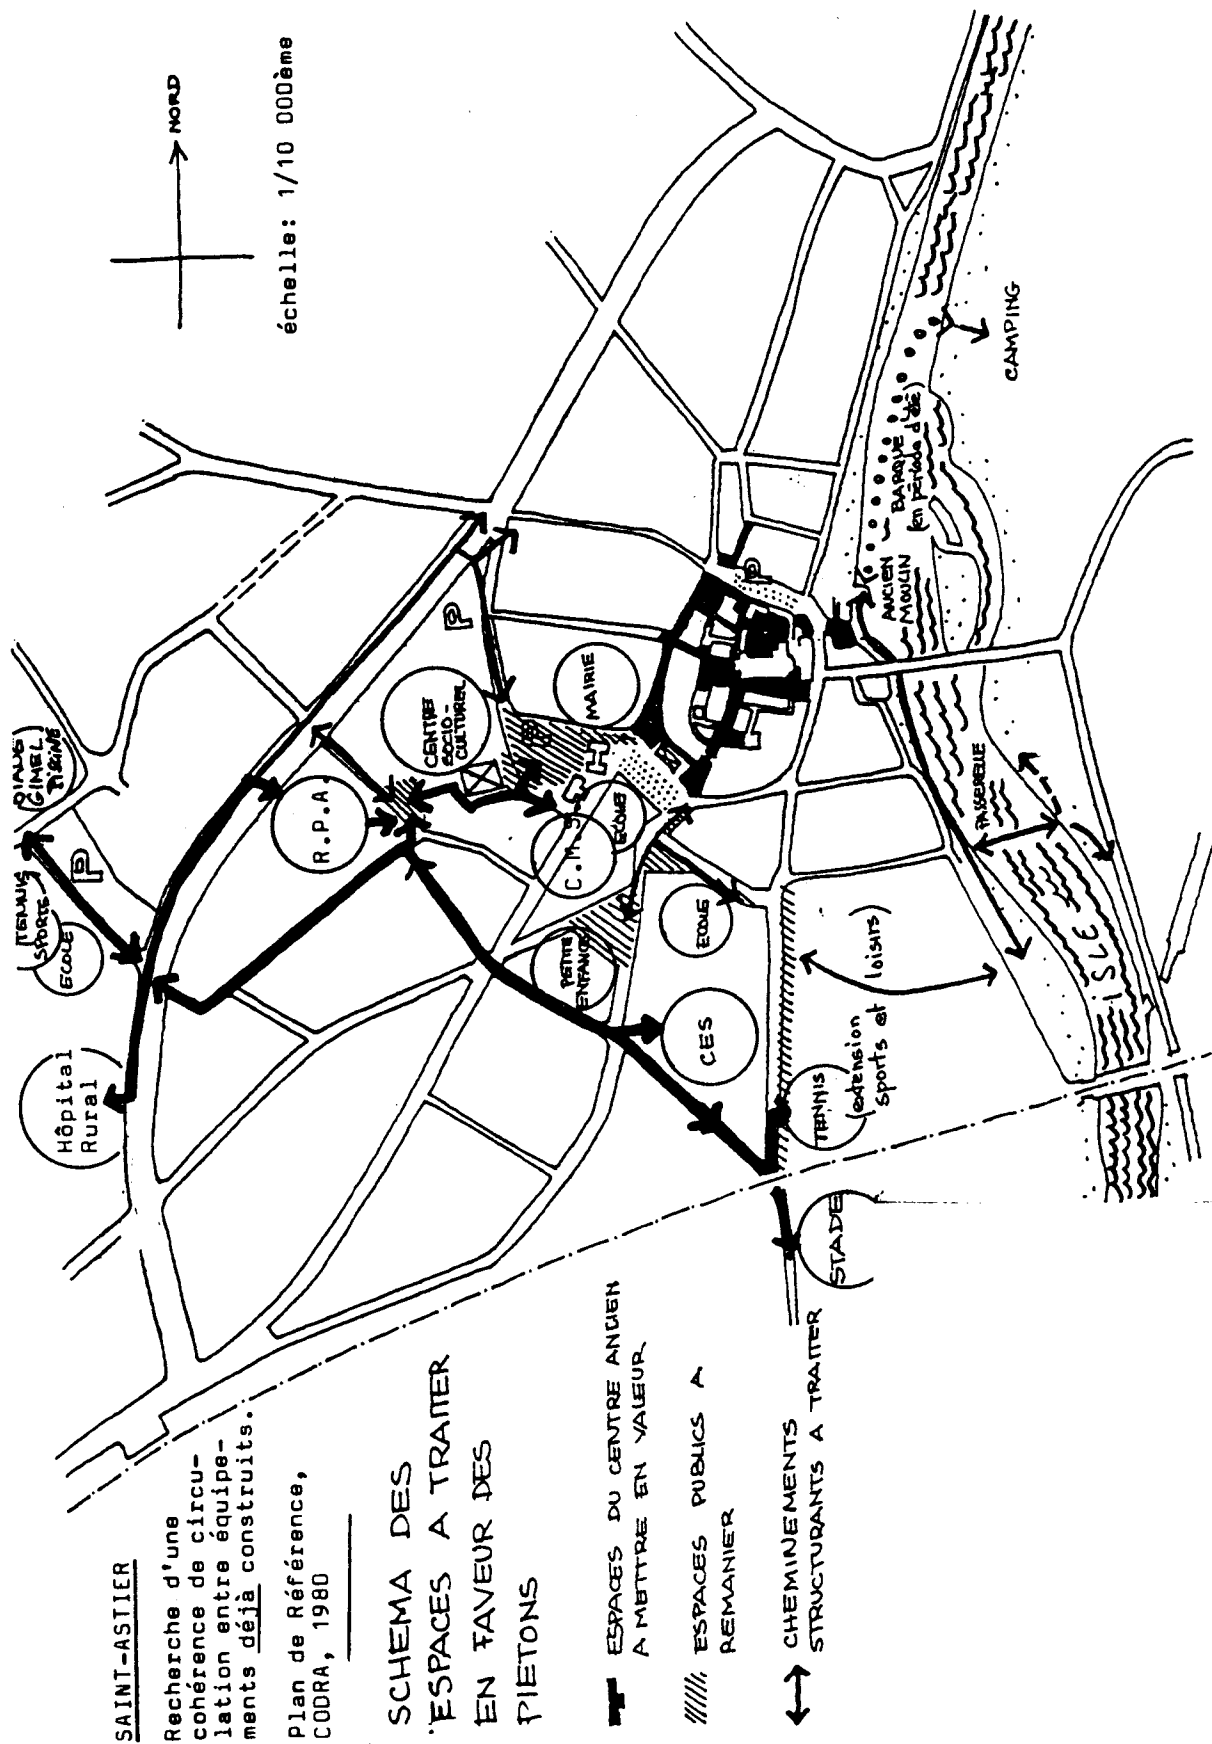 SAINT-ASTIER
Recherche d'une
cohérence de circu-
lation entre équipe-
ments déjà construits.
Plan de Référence,
CODRA, 1980
SCHEMA DES
ESPACES A TRAITER
EN FAVEUR DES
PIETONS
ESPACES DU CENTRE ANCIEN
A METTRE EN VALEUR
ESPACES PUBLICS A
REMANIER
CHEMINEMENTS
STRUCTURANTS A TRAITER
NORD
échelle: 1/10 000ème
Hôpital
Rural
TENNIS
SPORTS-
ECOLE
P
GIMEL
PISCINE
R.P.A.
CENTRE
SOCIO-
CULTUREL
P
MAIRIE
H
C.M.S.
ECOLE
PETITE
ENFANCE
ECOLE
CES
TENNIS
(extension
sports et
loisirs)
STADE
P
ANCIEN
MOULIN
BARQUE
(en période d'été)
CAMPING
PASSERELLE
ISLE